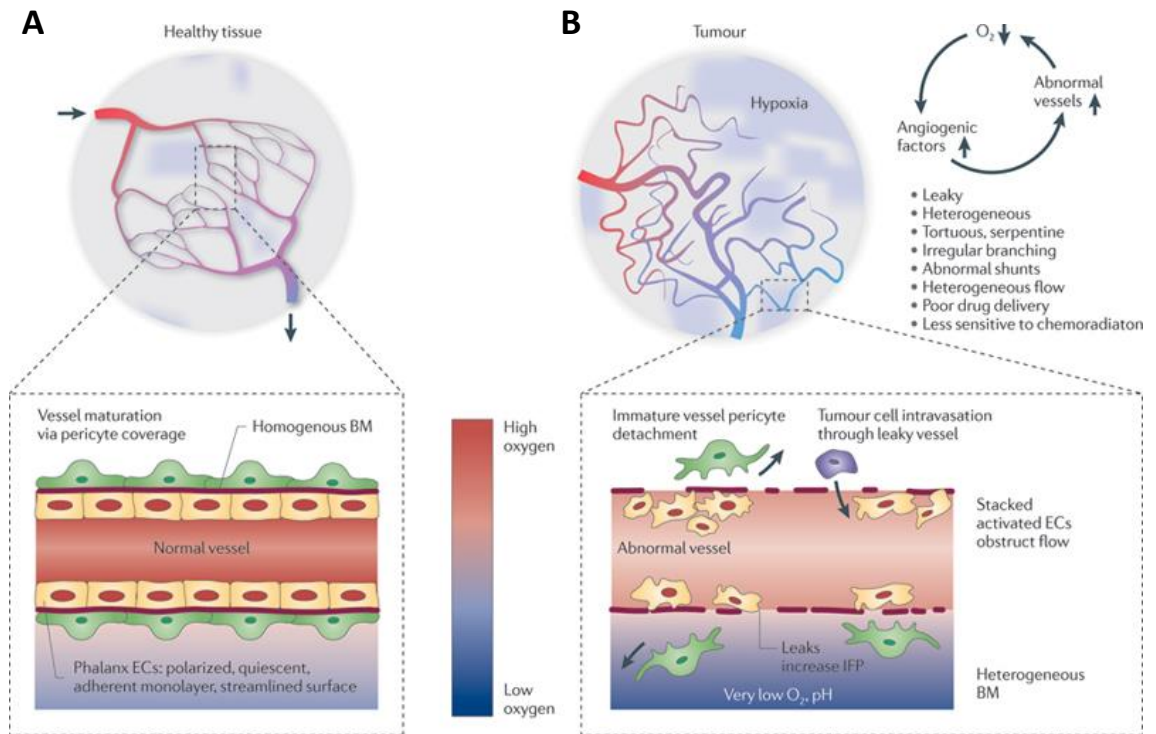 A
Healthy tissue
Vessel maturation
via pericyte coverage
Homogenous BM
Normal vessel
Phalanx ECs: polarized, quiescent,
adherent monolayer, streamlined surface
High
oxygen
Low
oxygen
B
Tumour
Hypoxia
O₂
Abnormal
vessels
Angiogenic
factors
• Leaky
• Heterogeneous
• Tortuous, serpentine
• Irregular branching
• Abnormal shunts
• Heterogeneous flow
• Poor drug delivery
• Less sensitive to chemoradiaton
Immature vessel pericyte
detachment
Tumour cell intravasation
through leaky vessel
Abnormal vessel
Stacked
activated ECs
obstruct flow
Leaks
increase IFP
Very low O₂, pH
Heterogeneous
BM